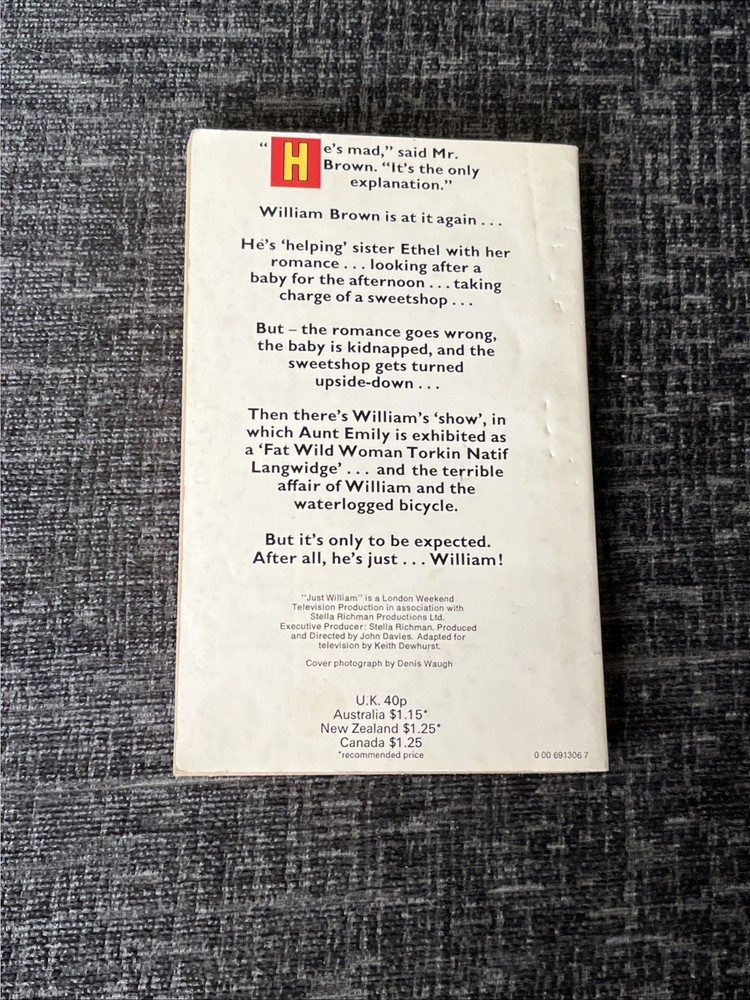 "He's mad," said Mr.
Brown. "It's the only
explanation."
William Brown is at it again . . .
He's 'helping' sister Ethel with her
romance . . . looking after a
baby for the afternoon . . . taking
charge of a sweetshop . . .
But – the romance goes wrong,
the baby is kidnapped, and the
sweetshop gets turned
upside-down . . .
Then there's William's 'show', in
which Aunt Emily is exhibited as
a 'Fat Wild Woman Torkin Natif
Langwidge' . . . and the terrible
affair of William and the
waterlogged bicycle.
But it's only to be expected.
After all, he's just . . . William!
"Just William" is a London Weekend
Television Production in association with
Stella Richman Productions Ltd.
Executive Producer: Stella Richman. Produced
and Directed by John Davies. Adapted for
television by Keith Dewhurst.
Cover photograph by Denis Waugh
U.K. 40p
Australia $1.15*
New Zealand $1.25*
Canada $1.25
*recommended price
0 00 691306 7